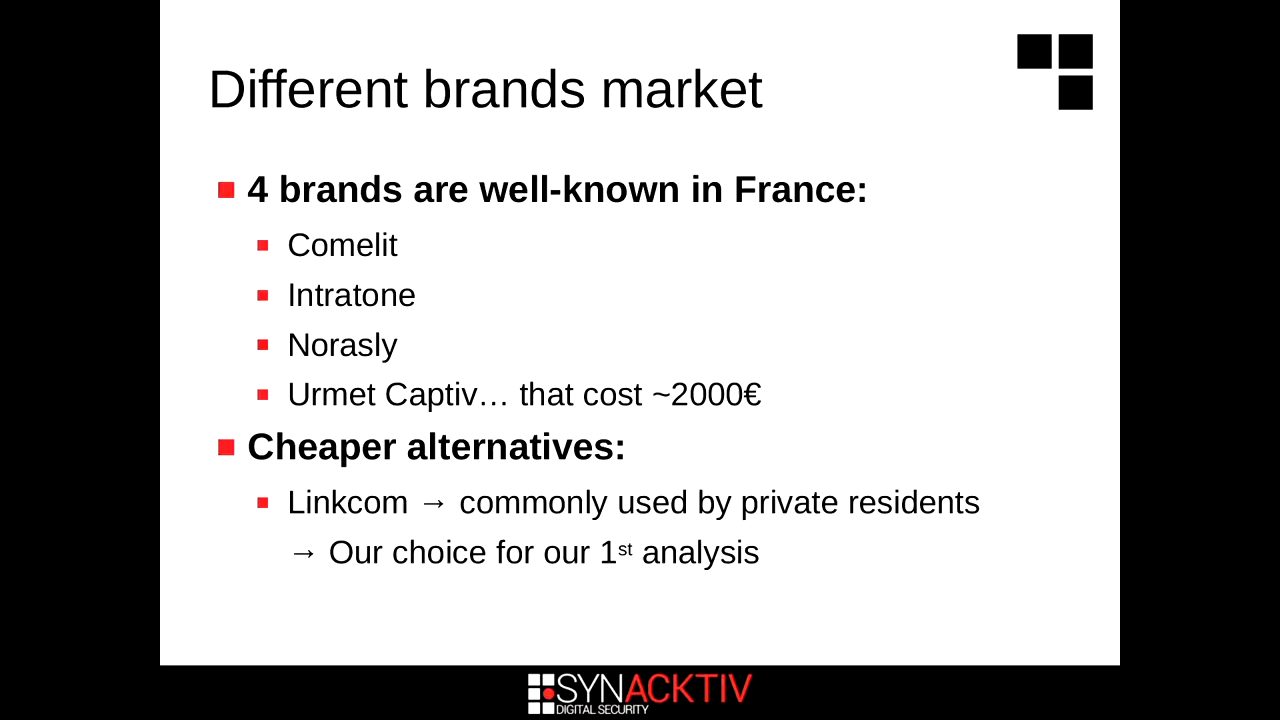 Different brands market
4 brands are well-known in France:
Comelit
Intratone
Norasly
Urmet Captiv… that cost ~2000€
Cheaper alternatives:
Linkcom → commonly used by private residents
→ Our choice for our 1st analysis
SYNACKTIV
DIGITAL SECURITY